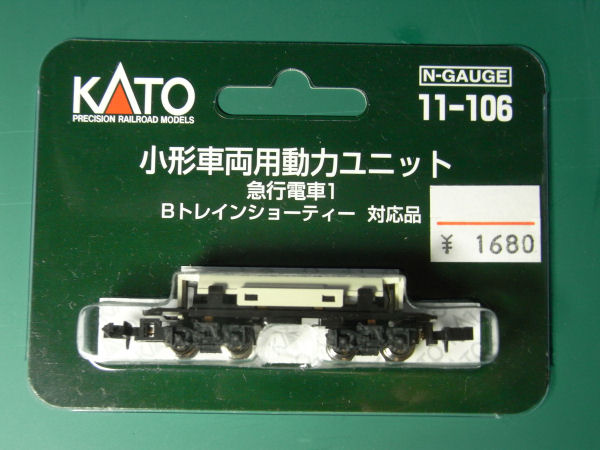 KATO
PRECISION RAILROAD MODELS
N-GAUGE
11-106
小形車両用動力ユニット
急行電車1
Bトレインショーティー 対応品
¥ 1680